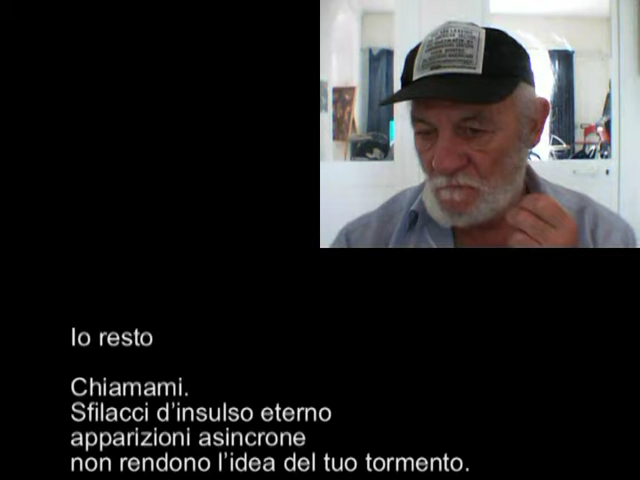 Io resto
Chiamami.
Sfilacci d'insulso eterno
apparizioni asincrone
non rendono l'idea del tuo tormento.